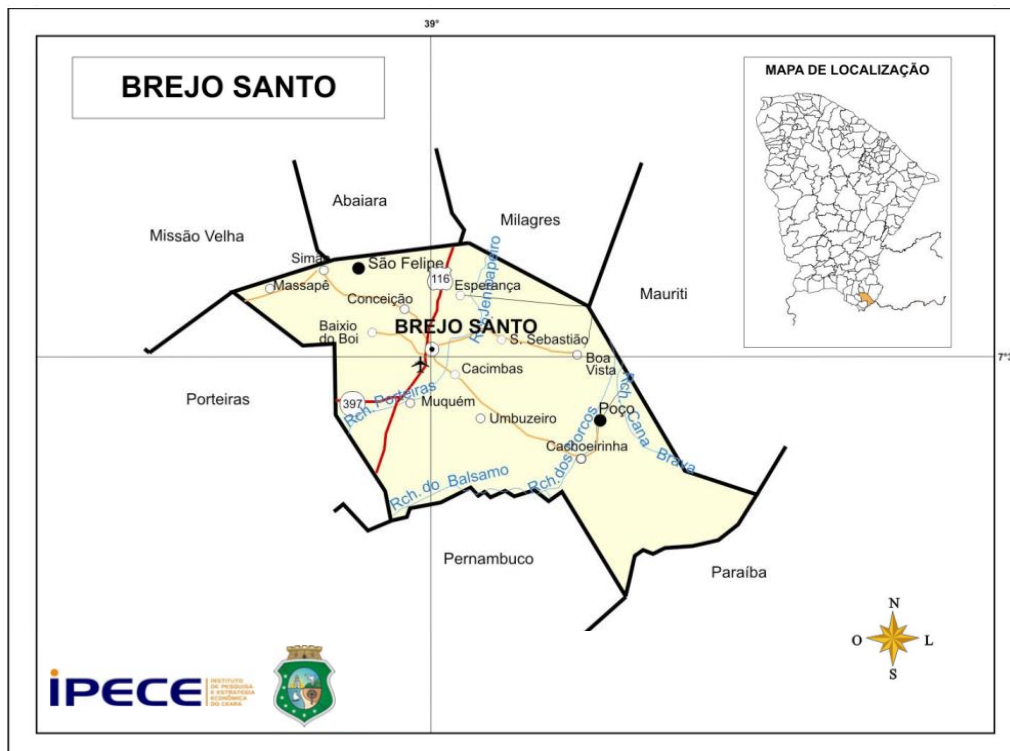 39°
BREJO SANTO
MAPA DE LOCALIZAÇÃO
Abaiara
Milagres
Missão Velha
São Felipe
Massapê
116
Esperança
Conceição
Mauriti
BREJO SANTO
Baixio
do Boi
S. Sebastião
Boa
Vista
7°3
Cacimbas
Porteiras
Rch. Porteiras
397
Muquém
Umbuzeiro
Poço
Rch. Cana Brava
Cachoeirinha
Rch. dos Porcos
Rch. do Balsamo
Pernambuco
Paraíba
N
O
L
S
iPECE
INSTITUTO
DE PESQUISA
E ESTRATÉGIA
ECONÔMICA
DO CEARÁ